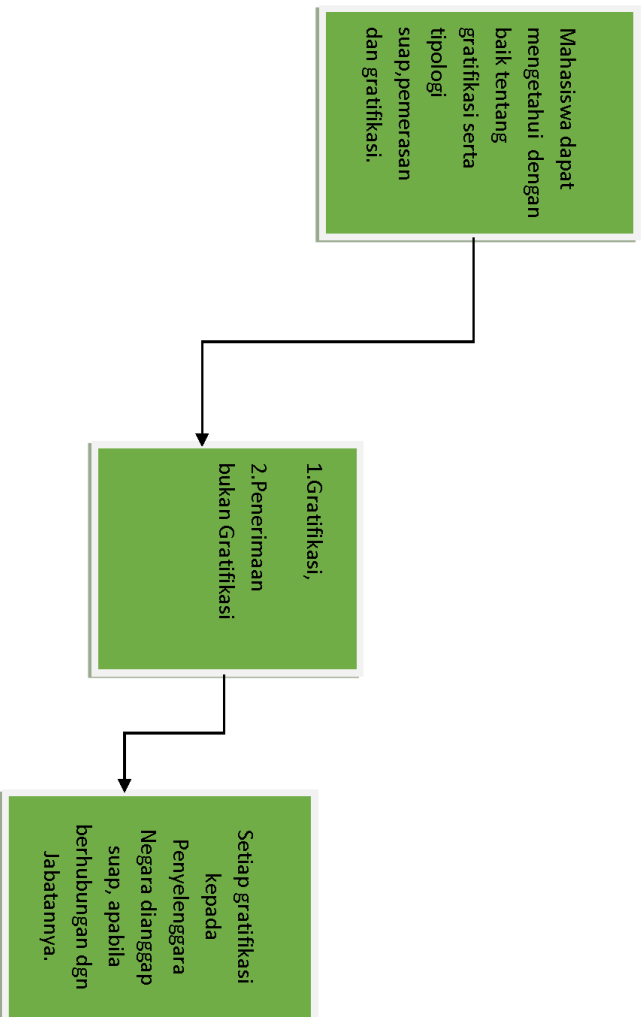 Mahasiswa dapat
mengetahui dengan
baik tentang
gratifikasi serta
tipologi
suap,pemerasan
dan gratifikasi.
1.Gratifikasi,
2.Penerimaan
bukan Gratifikasi
Setiap gratifikasi
kepada
Penyelenggara
Negara dianggap
suap, apabila
berhubungan dgn
Jabatannya.